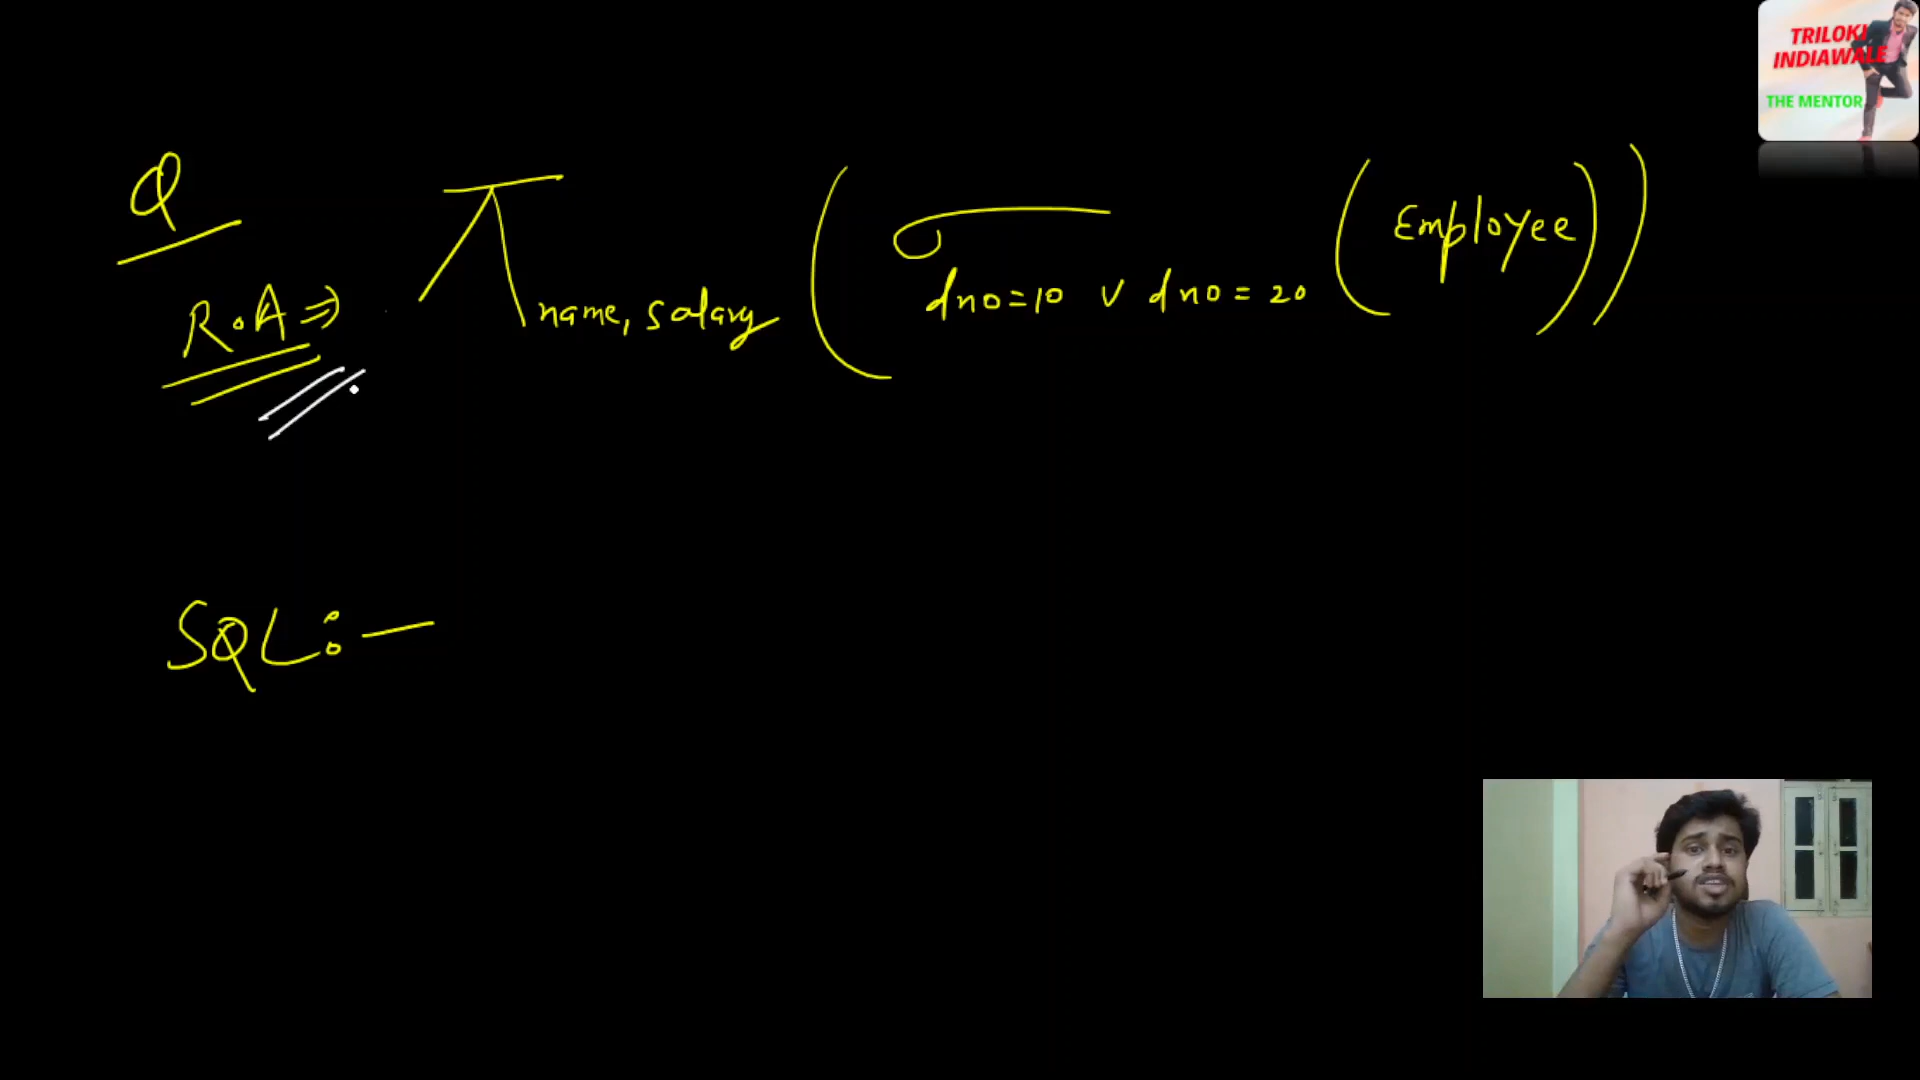 TRILOKI
INDIAWALE
THE MENTOR
Q
R.A ⇒ π name, salary ( σ dno=10 ∨ dno = 20 ( Employee ) )
SQL: —